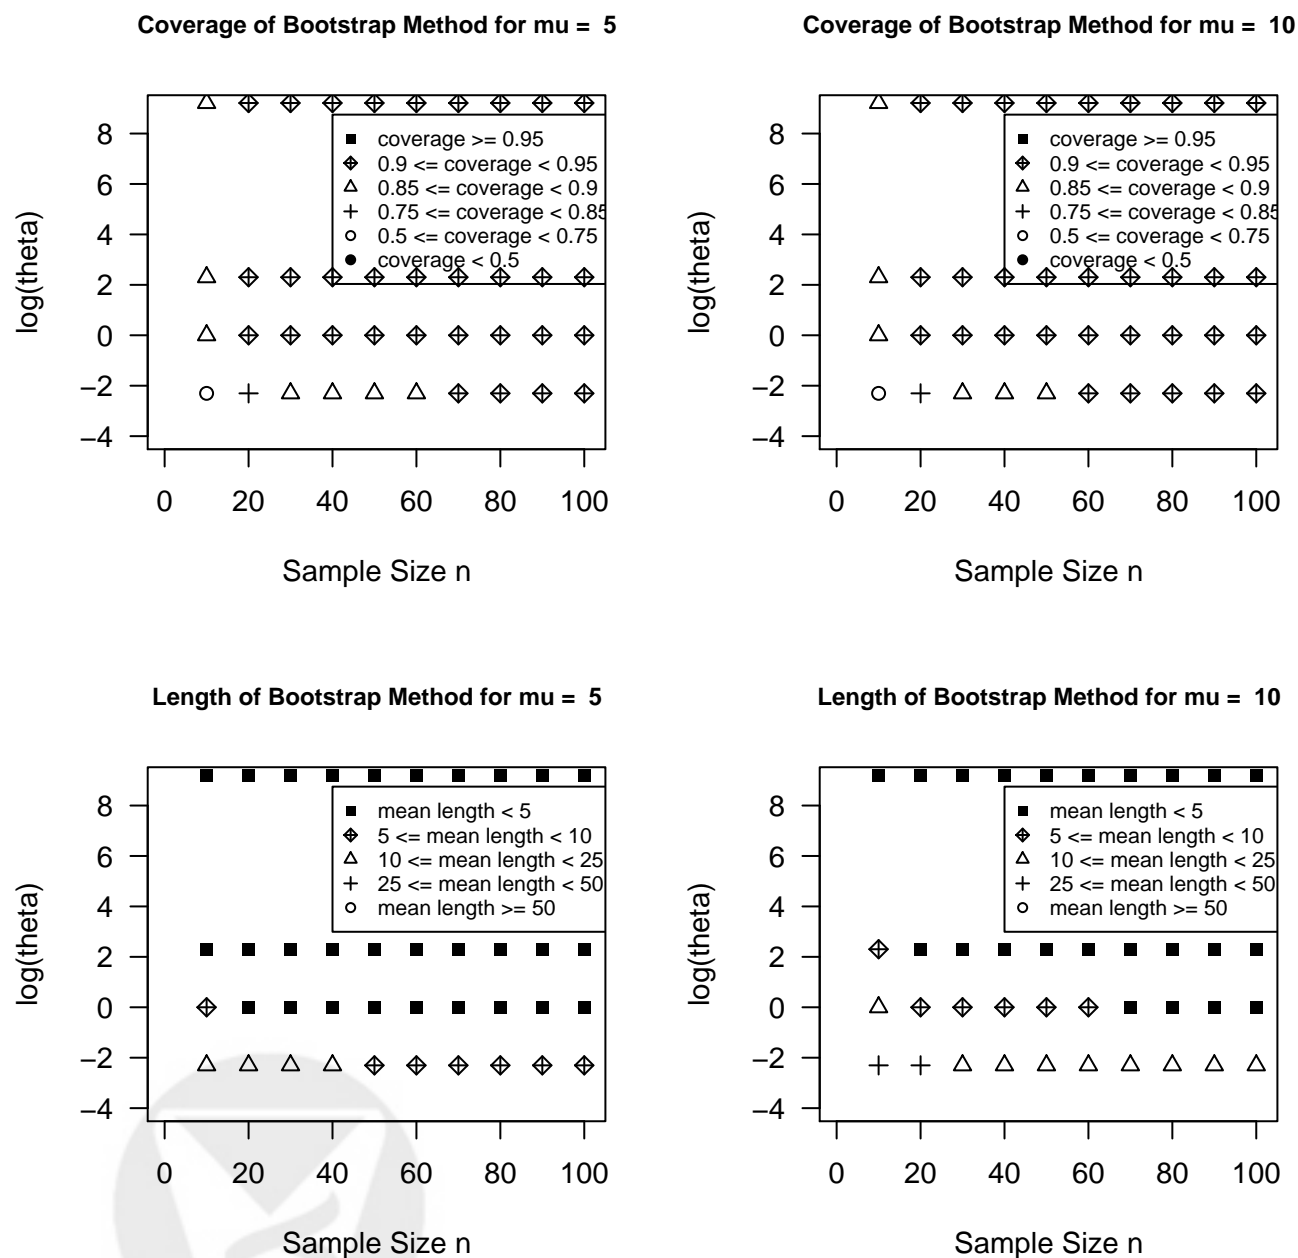 Coverage of Bootstrap Method for mu =  5
log(theta)
8
6
4
2
0
−2
−4
coverage >= 0.95
0.9 <= coverage < 0.95
0.85 <= coverage < 0.9
0.75 <= coverage < 0.85
0.5 <= coverage < 0.75
coverage < 0.5
0 20 40 60 80 100
Sample Size n
Coverage of Bootstrap Method for mu =  10
log(theta)
8
6
4
2
0
−2
−4
coverage >= 0.95
0.9 <= coverage < 0.95
0.85 <= coverage < 0.9
0.75 <= coverage < 0.85
0.5 <= coverage < 0.75
coverage < 0.5
0 20 40 60 80 100
Sample Size n
Length of Bootstrap Method for mu =  5
log(theta)
8
6
4
2
0
−2
−4
mean length < 5
5 <= mean length < 10
10 <= mean length < 25
25 <= mean length < 50
mean length >= 50
0 20 40 60 80 100
Sample Size n
Length of Bootstrap Method for mu =  10
log(theta)
8
6
4
2
0
−2
−4
mean length < 5
5 <= mean length < 10
10 <= mean length < 25
25 <= mean length < 50
mean length >= 50
0 20 40 60 80 100
Sample Size n